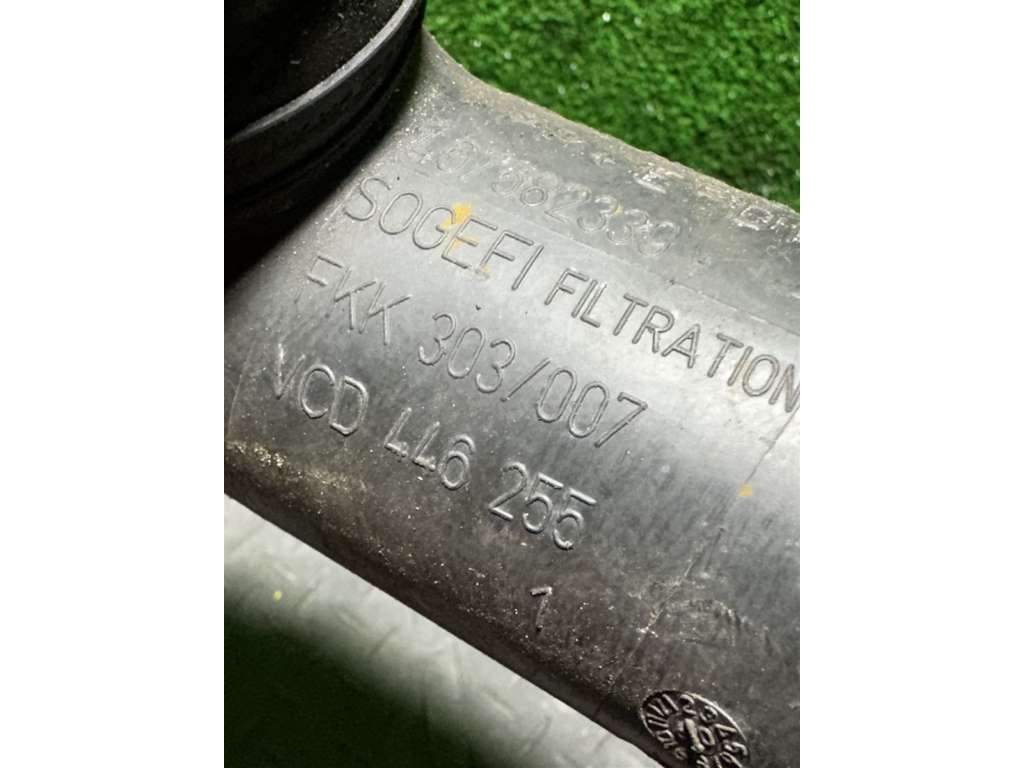 SOGEFI FILTRATION
FKK 303/007
VCD 446 255
1